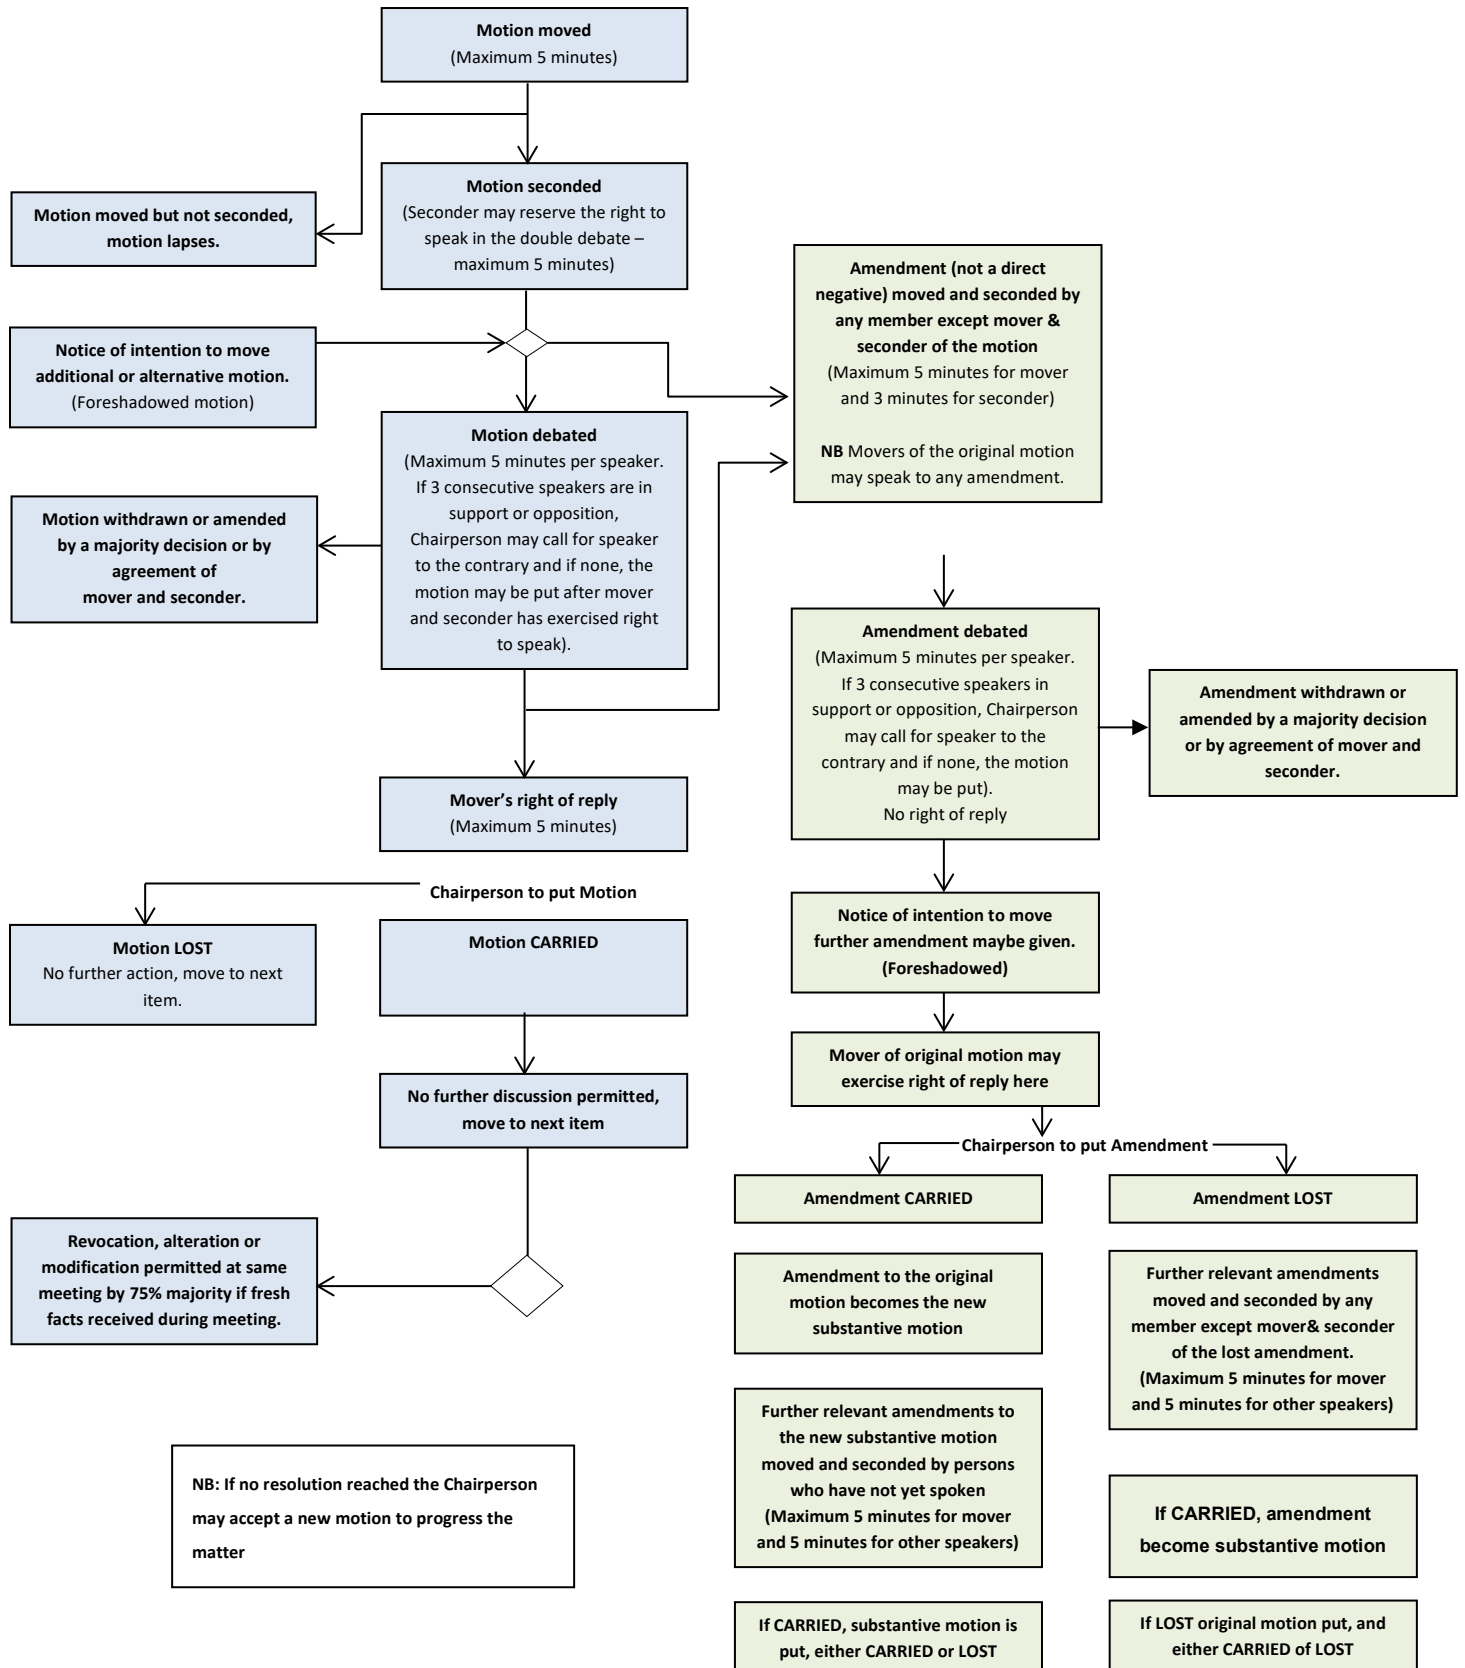 Motion moved
(Maximum 5 minutes)
Motion seconded
(Seconder may reserve the right to
speak in the double debate –
maximum 5 minutes)
Motion moved but not seconded,
motion lapses.
Notice of intention to move
additional or alternative motion.
(Foreshadowed motion)
Motion debated
(Maximum 5 minutes per speaker.
If 3 consecutive speakers are in
support or opposition,
Chairperson may call for speaker
to the contrary and if none, the
motion may be put after mover
and seconder has exercised right
to speak).
Motion withdrawn or amended
by a majority decision or by
agreement of
mover and seconder.
Mover’s right of reply
(Maximum 5 minutes)
Chairperson to put Motion
Motion LOST
No further action, move to next
item.
Motion CARRIED
No further discussion permitted,
move to next item
Revocation, alteration or
modification permitted at same
meeting by 75% majority if fresh
facts received during meeting.
NB: If no resolution reached the Chairperson
may accept a new motion to progress the
matter
Amendment (not a direct
negative) moved and seconded by
any member except mover &
seconder of the motion
(Maximum 5 minutes for mover
and 3 minutes for seconder)
NB Movers of the original motion
may speak to any amendment.
Amendment debated
(Maximum 5 minutes per speaker.
If 3 consecutive speakers in
support or opposition, Chairperson
may call for speaker to the
contrary and if none, the motion
may be put).
No right of reply
Amendment withdrawn or
amended by a majority decision
or by agreement of mover and
seconder.
Notice of intention to move
further amendment maybe given.
(Foreshadowed)
Mover of original motion may
exercise right of reply here
Chairperson to put Amendment
Amendment CARRIED
Amendment to the original
motion becomes the new
substantive motion
Further relevant amendments to
the new substantive motion
moved and seconded by persons
who have not yet spoken
(Maximum 5 minutes for mover
and 5 minutes for other speakers)
If CARRIED, substantive motion is
put, either CARRIED or LOST
Amendment LOST
Further relevant amendments
moved and seconded by any
member except mover& seconder
of the lost amendment.
(Maximum 5 minutes for mover
and 5 minutes for other speakers)
If CARRIED, amendment
become substantive motion
If LOST original motion put, and
either CARRIED of LOST